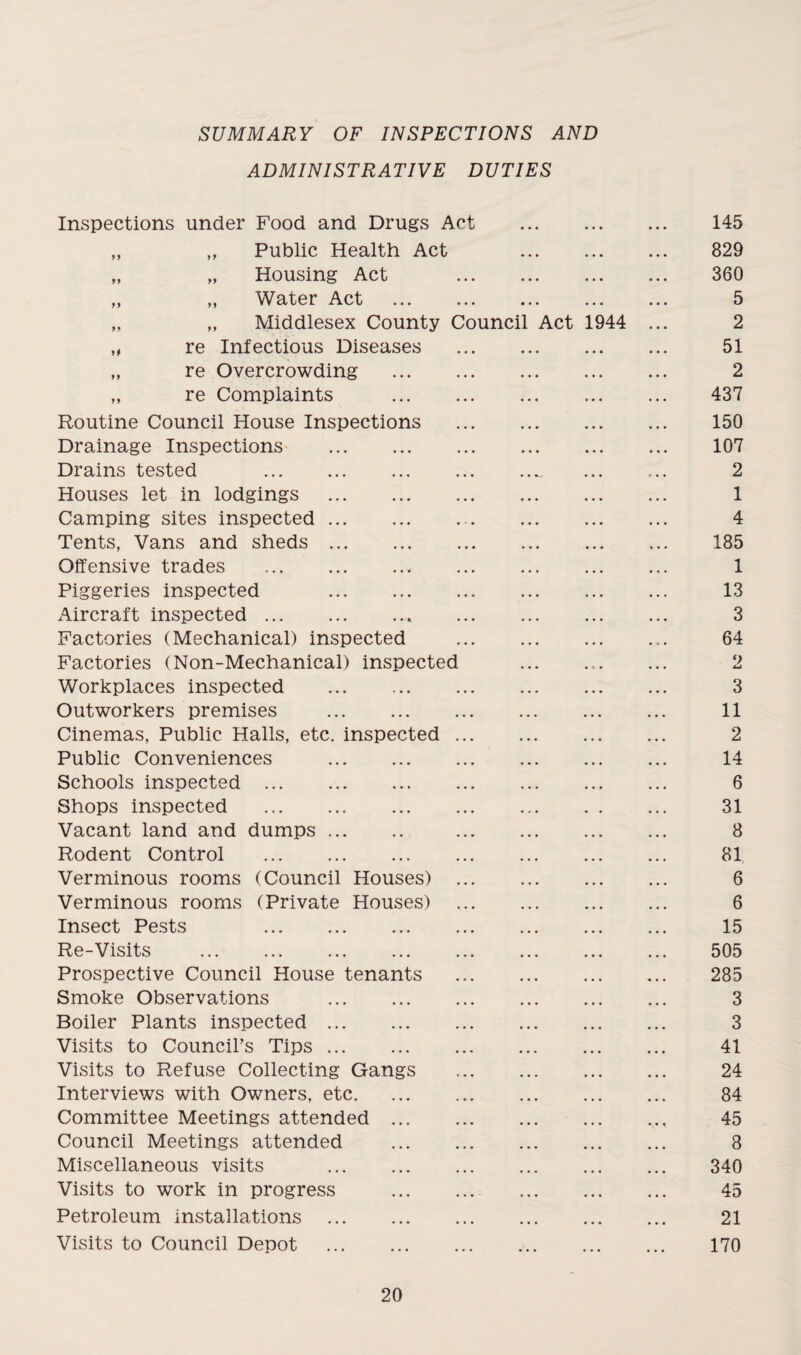 SUMMARY OF INSPECTIONS AND
ADMINISTRATIVE DUTIES
Inspections under Food and Drugs Act ... ... ... 145
„ „ Public Health Act ... ... ... 829
„ „ Housing Act ... ... ... ... 360
„ „ Water Act ... ... ... ... ... 5
„ „ Middlesex County Council Act 1944 ... 2
„ re Infectious Diseases ... ... ... ... 51
„ re Overcrowding ... ... ... ... ... 2
„ re Complaints ... ... ... ... ... 437
Routine Council House Inspections ... ... ... ... 150
Drainage Inspections ... ... ... ... ... ... 107
Drains tested ... ... ... ... ... ... ... 2
Houses let in lodgings ... ... ... ... ... ... 1
Camping sites inspected ... ... ... ... ... ... 4
Tents, Vans and sheds ... ... ... ... ... ... 185
Offensive trades ... ... ... ... ... ... ... 1
Piggeries inspected ... ... ... ... ... ... 13
Aircraft inspected ... ... ... ... ... ... ... 3
Factories (Mechanical) inspected ... ... ... ... 64
Factories (Non-Mechanical) inspected ... ... ... 2
Workplaces inspected ... ... ... ... ... ... 3
Outworkers premises ... ... ... ... ... ... 11
Cinemas, Public Halls, etc. inspected ... ... ... ... 2
Public Conveniences ... ... ... ... ... ... 14
Schools inspected ... ... ... ... ... ... ... 6
Shops inspected ... ... ... ... ... . . ... 31
Vacant land and dumps ... .. ... ... ... ... 8
Rodent Control ... ... ... ... ... ... ... 81
Verminous rooms (Council Houses) ... ... ... ... 6
Verminous rooms (Private Houses) ... ... ... ... 6
Insect Pests ... ... ... ... ... ... ... 15
Re-Visits ... ... ... ... ... ... ... ... 505
Prospective Council House tenants ... ... ... ... 285
Smoke Observations ... ... ... ... ... ... 3
Boiler Plants inspected ... ... ... ... ... ... 3
Visits to Council's Tips ... ... ... ... ... ... 41
Visits to Refuse Collecting Gangs ... ... ... ... 24
Interviews with Owners, etc. ... ... ... ... ... 84
Committee Meetings attended ... ... ... ... ... 45
Council Meetings attended ... ... ... ... ... 8
Miscellaneous visits ... ... ... ... ... ... 340
Visits to work in progress ... ... ... ... ... 45
Petroleum installations ... ... ... ... ... ... 21
Visits to Council Depot ... ... ... ... ... ... 170
20